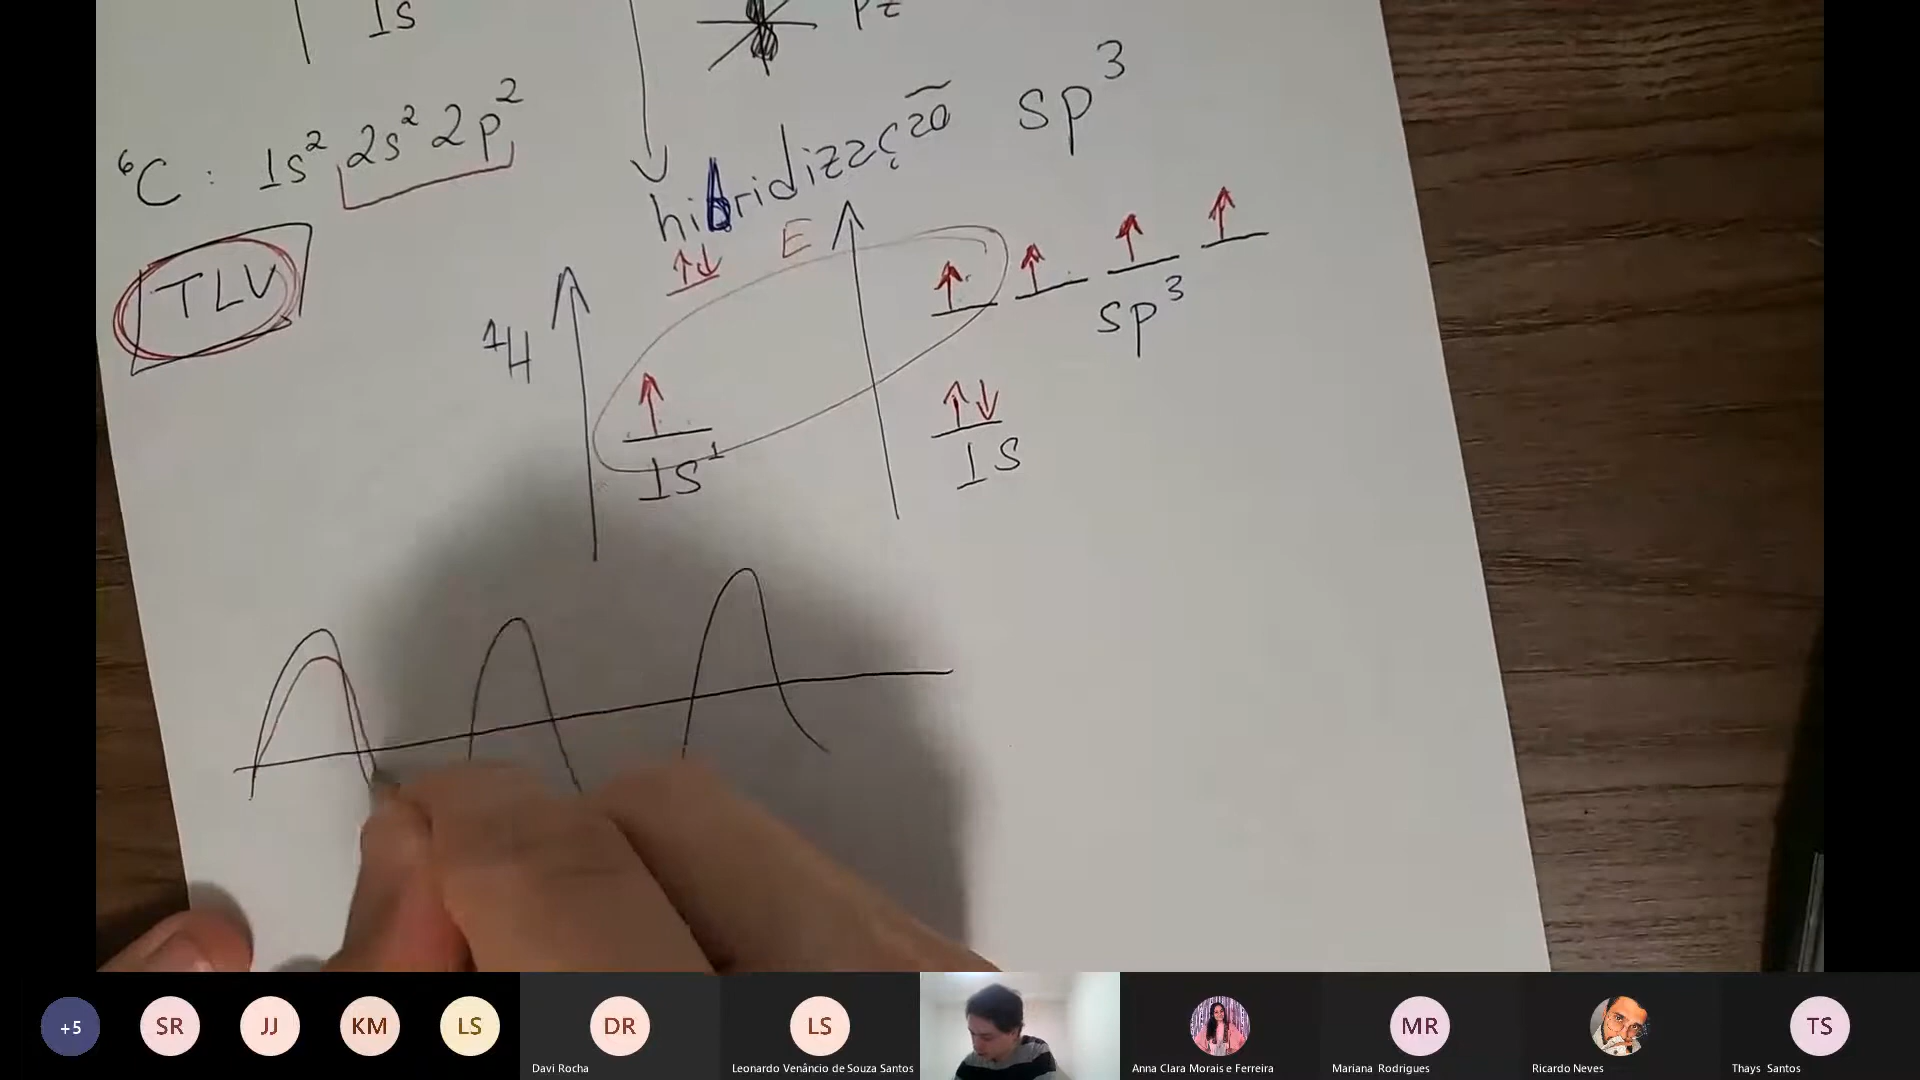 1s
pz
⁶C : 1s² 2s² 2p²
hibridização sp³
TLV
↑↓
E
↑ ↑ ↑ ↑
sp³
¹H
↑
1s¹
↑↓
1s
+5
SR
JJ
KM
LS
DR
Davi Rocha
LS
Leonardo Venâncio de Souza Santos
Anna Clara Morais e Ferreira
MR
Mariana Rodrigues
Ricardo Neves
TS
Thays Santos